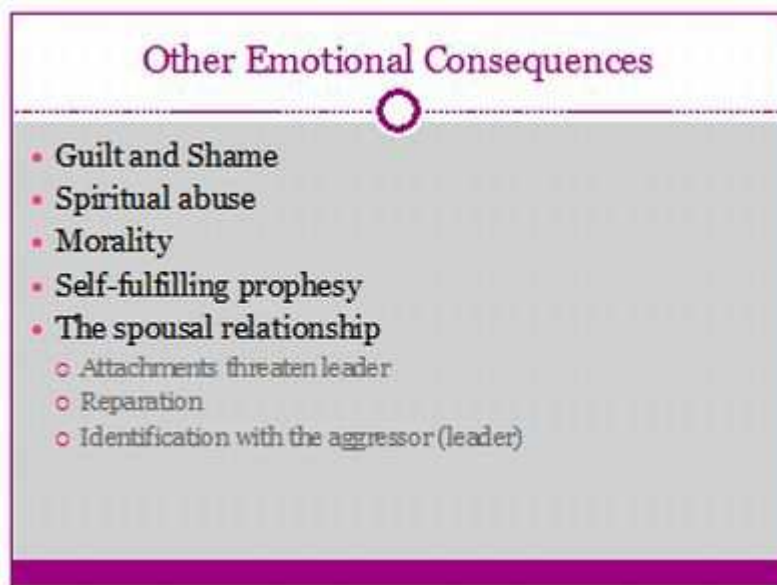 Other Emotional Consequences
• Guilt and Shame
• Spiritual abuse
• Morality
• Self-fulfilling prophesy
• The spousal relationship
o Attachments threaten leader
o Reparation
o Identification with the aggressor (leader)